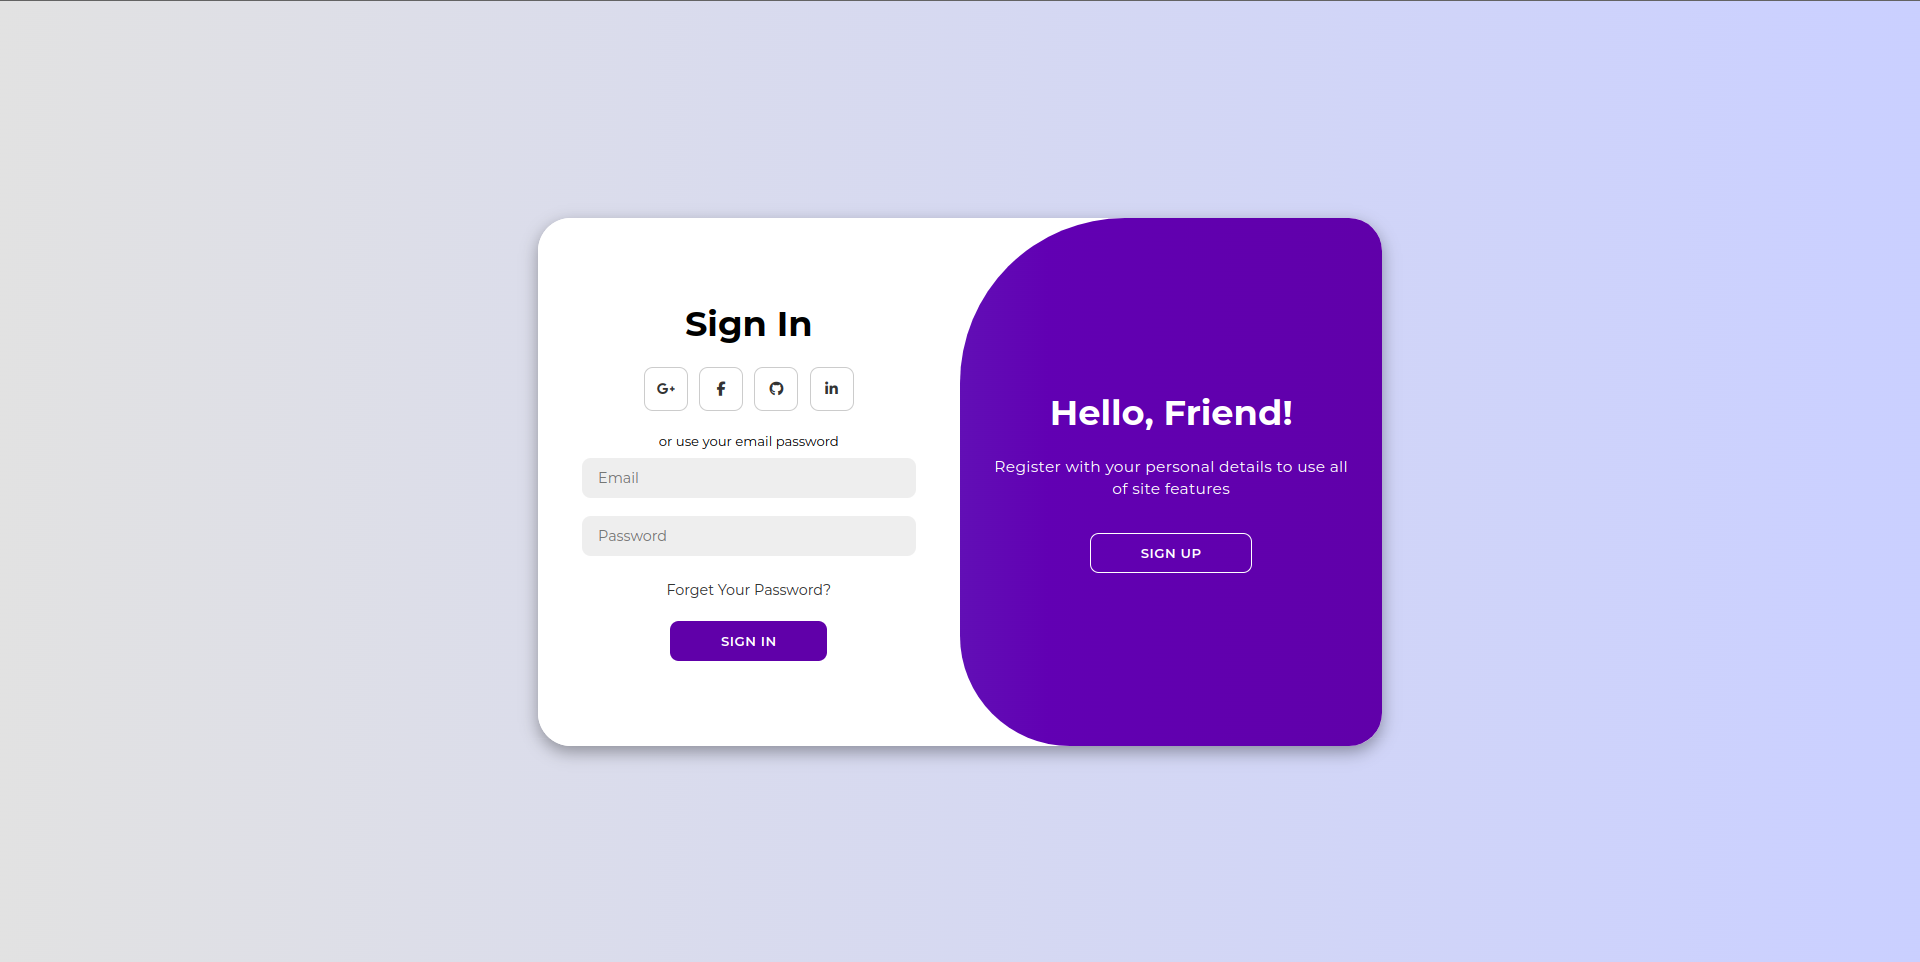 Sign In
G+
f
in
or use your email password
Email
Password
Forget Your Password?
SIGN IN
Hello, Friend!
Register with your personal details to use all
of site features
SIGN UP